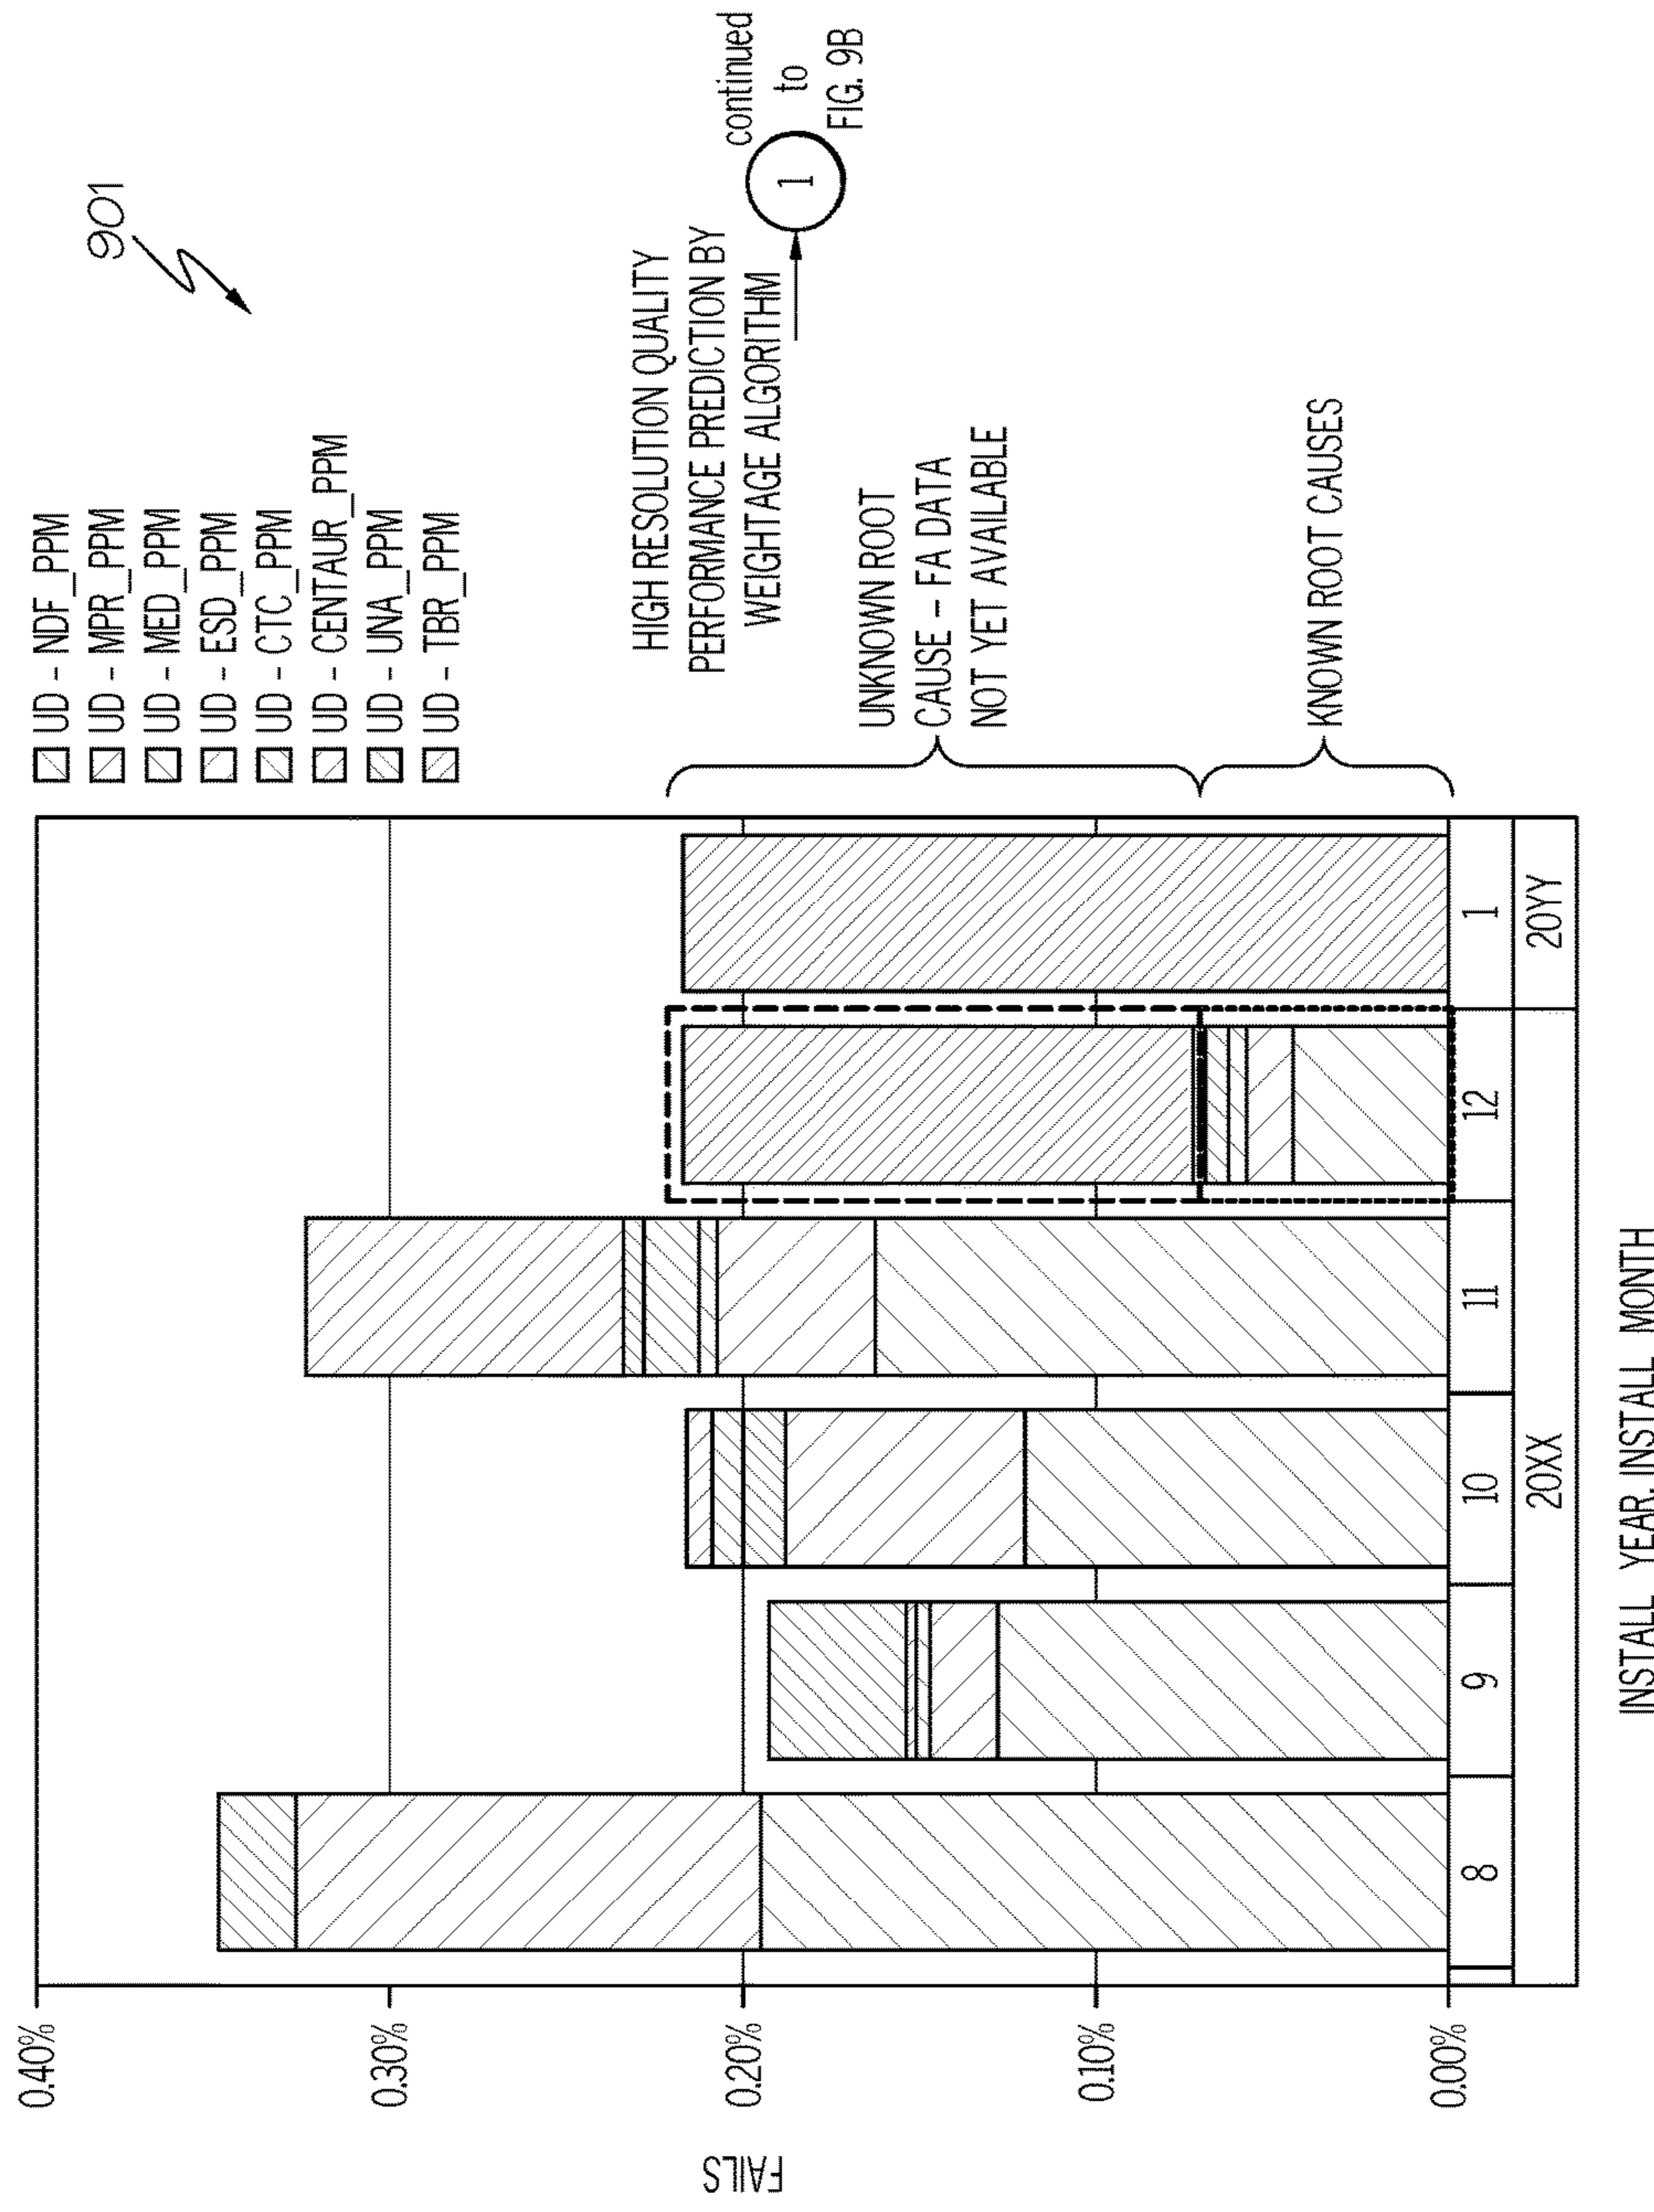 901
UD - NDF_PPM
UD - MPR_PPM
UD - MED_PPM
UD - ESD_PPM
UD - CTC_PPM
UD - CENTAUR_PPM
UD - UNA_PPM
UD - TBR_PPM
HIGH RESOLUTION QUALITY
PERFORMANCE PREDICTION BY
WEIGHTAGE ALGORITHM
1
continued
to
FIG. 9B
UNKNOWN ROOT
CAUSE - FA DATA
NOT YET AVAILABLE
KNOWN ROOT CAUSES
FAILS
0.40%
0.30%
0.20%
0.10%
0.00%
8 9 10 11 12 1
20XX 20YY
INSTALL YEAR, INSTALL MONTH